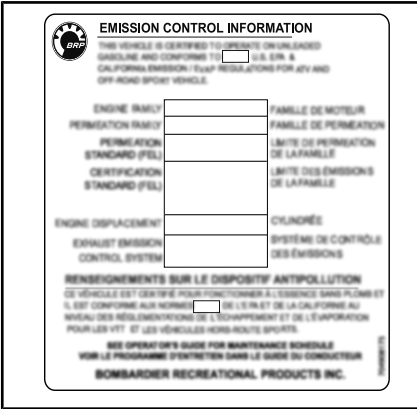 BRP
EMISSION CONTROL INFORMATION
THIS VEHICLE IS CERTIFIED TO OPERATE ON UNLEADED
GASOLINE AND CONFORMS TO U.S. EPA &
CALIFORNIA EMISSION / EVAP REGULATIONS FOR ATV AND
OFF-ROAD SPORT VEHICLE.
ENGINE FAMILY
FAMILLE DE MOTEUR
PERMEATION FAMILY
FAMILLE DE PERMÉATION
PERMEATION
STANDARD (FEL)
LIMITE DE PERMEATION
DE LA FAMILLE
CERTIFICATION
STANDARD (FEL)
LIMITE DES ÉMISSIONS
DE LA FAMILLE
ENGINE DISPLACEMENT
CYLINDRÉE
EXHAUST EMISSION
CONTROL SYSTEM
SYSTÈME DE CONTRÔLE
DES ÉMISSIONS
RENSEIGNEMENTS SUR LE DISPOSITIF ANTIPOLLUTION
CE VÉHICULE EST CERTIFIÉ POUR FONCTIONNER À L'ESSENCE SANS PLOMB ET
IL EST CONFORME AUX NORMES DE L'EPA ET DE LA CALIFORNIE AU
NIVEAU DES RÉGLEMENTATIONS DE L'ÉCHAPPEMENT ET DE L'ÉVAPORATION
POUR LES VTT ET LES VÉHICULES HORS-ROUTE SPORTS.
SEE OPERATOR'S GUIDE FOR MAINTENANCE SCHEDULE
VOIR LE PROGRAMME D'ENTRETIEN DANS LE GUIDE DU CONDUCTEUR
BOMBARDIER RECREATIONAL PRODUCTS INC.